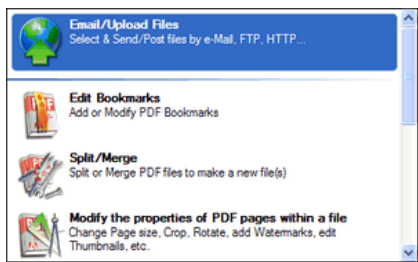 Email/Upload Files
Select & Send/Post files by e-Mail, FTP, HTTP...
Edit Bookmarks
Add or Modify PDF Bookmarks
Split/Merge
Split or Merge PDF files to make a new file(s)
Modify the properties of PDF pages within a file
Change Page size, Crop, Rotate, add Watermarks, edit
Thumbnails, etc.